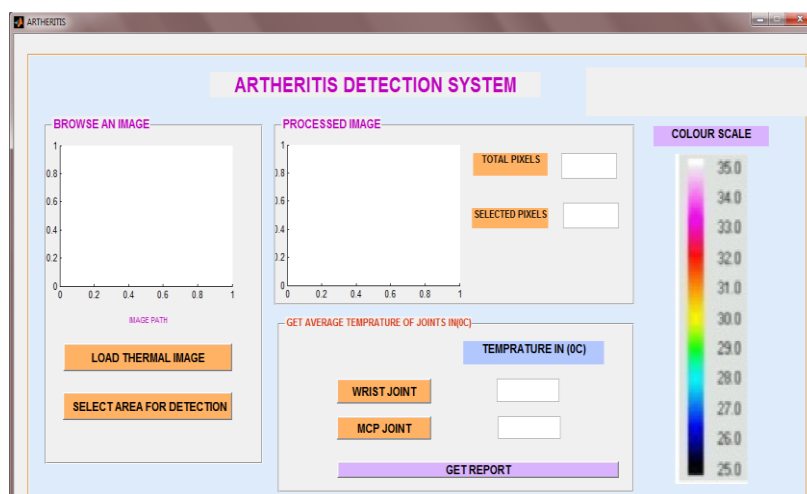 ARTHERITIS
ARTHERITIS DETECTION SYSTEM
BROWSE AN IMAGE
1
0.8
0.6
0.4
0.2
0
0 0.2 0.4 0.6 0.8 1
IMAGE PATH
LOAD THERMAL IMAGE
SELECT AREA FOR DETECTION
PROCESSED IMAGE
1
0.8
0.6
0.4
0.2
0
0 0.2 0.4 0.6 0.8 1
TOTAL PIXELS
SELECTED PIXELS
GET AVERAGE TEMPRATURE OF JOINTS IN(0C)
TEMPRATURE IN (0C)
WRIST JOINT
MCP JOINT
GET REPORT
COLOUR SCALE
35.0
34.0
33.0
32.0
31.0
30.0
29.0
28.0
27.0
26.0
25.0